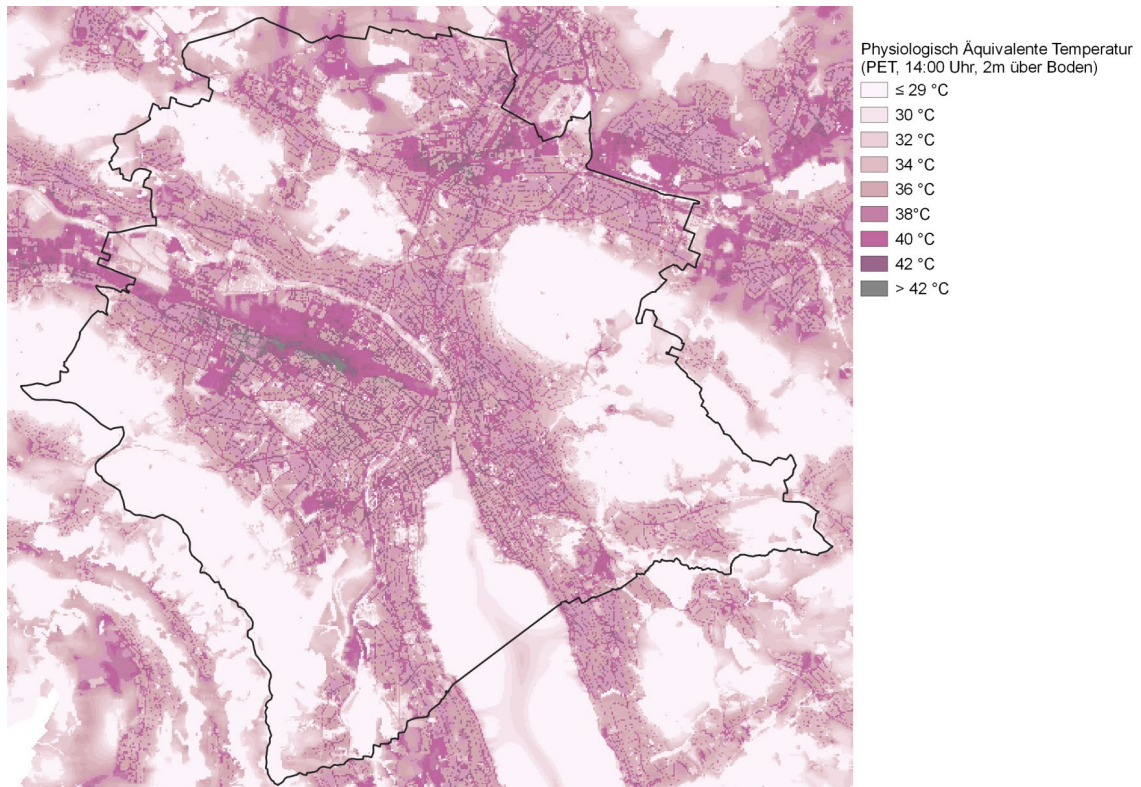 Physiologisch Äquivalente Temperatur
(PET, 14:00 Uhr, 2m über Boden)
≤ 29 °C
30 °C
32 °C
34 °C
36 °C
38°C
40 °C
42 °C
> 42 °C